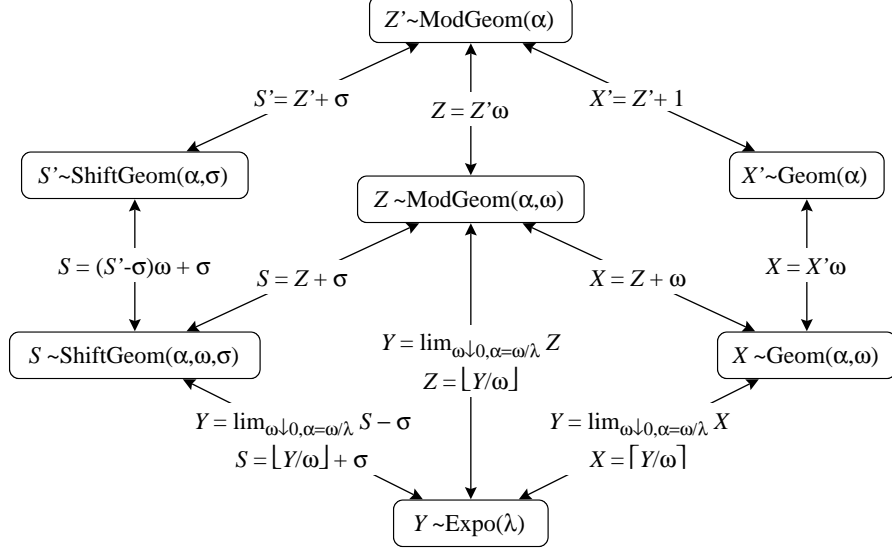 Z'~ModGeom(α)
S'= Z'+ σ
Z = Z'ω
X'= Z'+ 1
S'~ShiftGeom(α,σ)
Z ~ModGeom(α,ω)
X'~Geom(α)
S = (S'-σ)ω + σ
S = Z + σ
X = Z + ω
X = X'ω
S ~ShiftGeom(α,ω,σ)
Y = lim_{ω↓0,α=ω/λ} Z
Z = ⌊Y/ω⌋
X ~Geom(α,ω)
Y = lim_{ω↓0,α=ω/λ} S − σ
S = ⌊Y/ω⌋ + σ
Y = lim_{ω↓0,α=ω/λ} X
X = ⌈Y/ω⌉
Y ~Expo(λ)